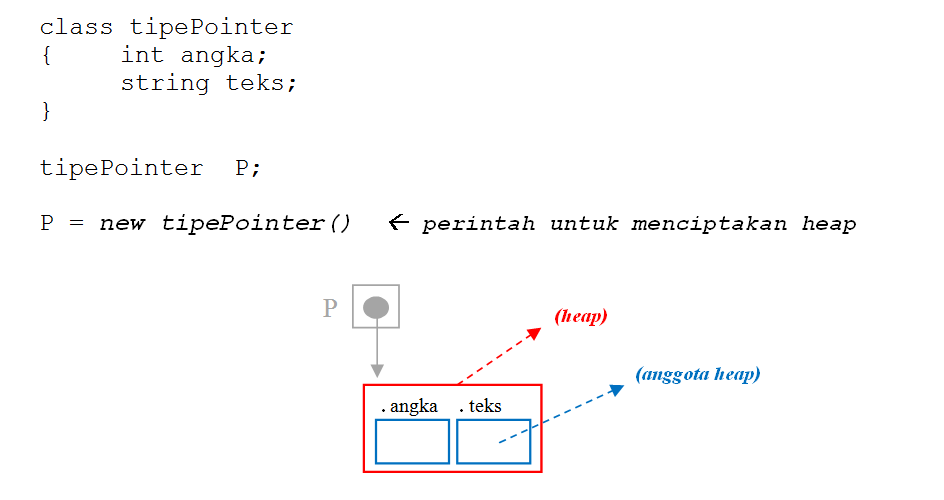 class tipePointer
{ int angka;
string teks;
}
tipePointer P;
P = new tipePointer() ← perintah untuk menciptakan heap
P
(heap)
(anggota heap)
.angka .teks